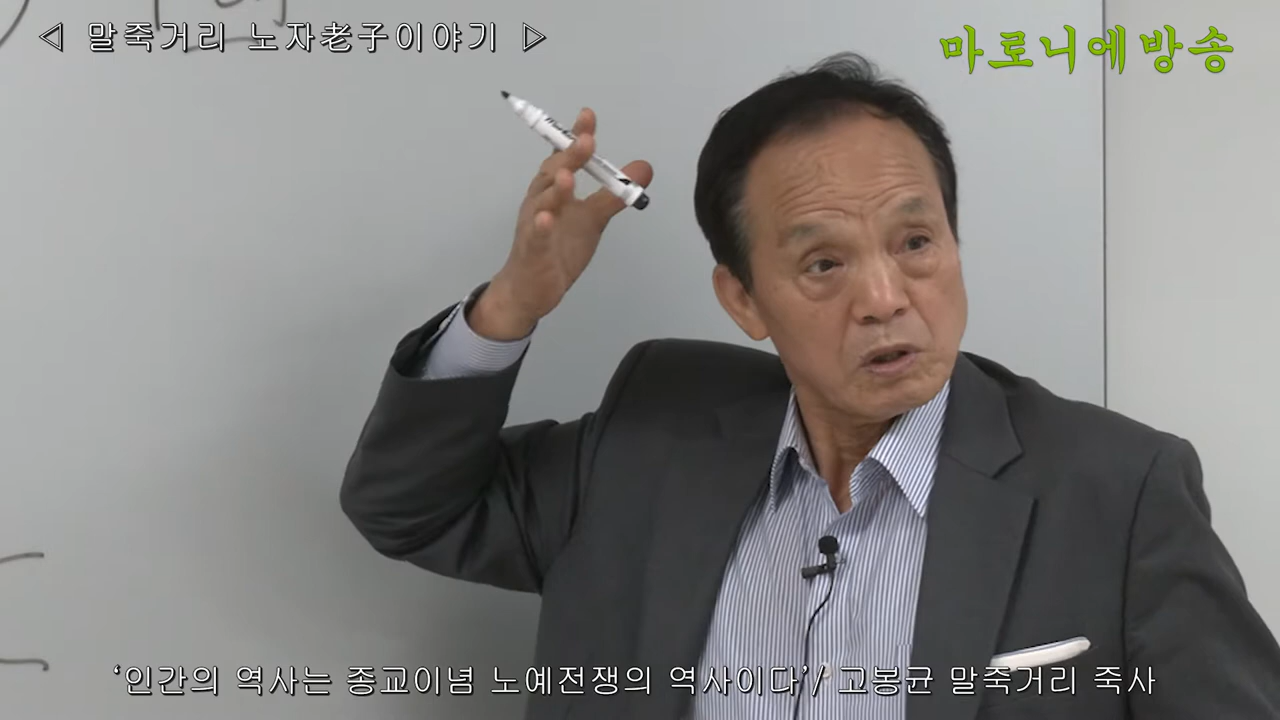 ◁ 말죽거리 노자老子이야기 ▷
마로니에방송
‘인간의 역사는 종교이념 노예전쟁의 역사이다’/ 고봉균 말죽거리 죽사